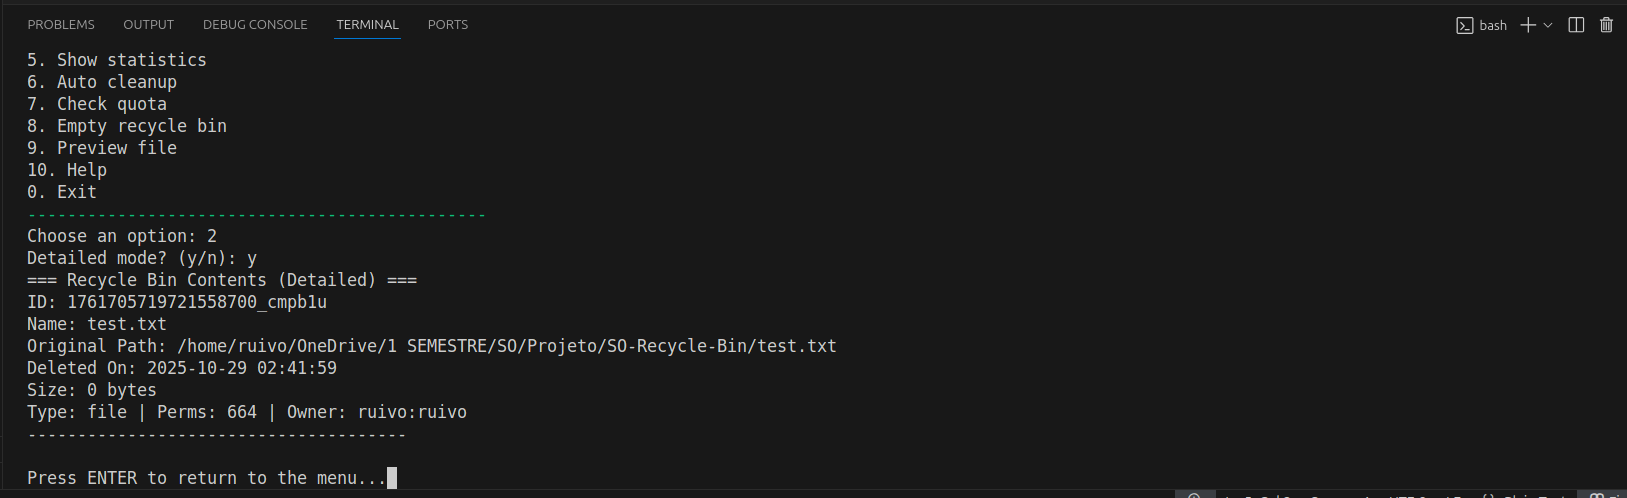 PROBLEMS OUTPUT DEBUG CONSOLE TERMINAL PORTS bash
5. Show statistics
6. Auto cleanup
7. Check quota
8. Empty recycle bin
9. Preview file
10. Help
0. Exit
----------------------------------------------
Choose an option: 2
Detailed mode? (y/n): y
=== Recycle Bin Contents (Detailed) ===
ID: 1761705719721558700_cmpb1u
Name: test.txt
Original Path: /home/ruivo/OneDrive/1 SEMESTRE/SO/Projeto/SO-Recycle-Bin/test.txt
Deleted On: 2025-10-29 02:41:59
Size: 0 bytes
Type: file | Perms: 664 | Owner: ruivo:ruivo
--------------------------------------
Press ENTER to return to the menu...